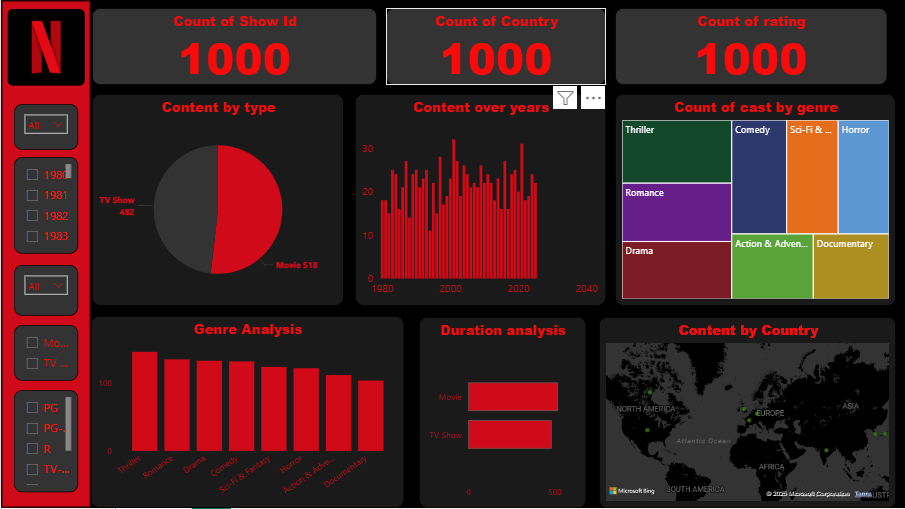 N
Count of Show Id
1000
Count of Country
1000
Count of rating
1000
All
1980
1981
1982
1983
All
Mo...
TV ...
PG
PG-...
R
TV-...
Content by type
TV Show
482
Movie 518
Content over years
30
20
10
0
1980
2000
2020
2040
Count of cast by genre
Thriller
Comedy
Sci-Fi & ...
Horror
Romance
Drama
Action & Adven...
Documentary
Genre Analysis
100
0
Thriller
Romance
Drama
Comedy
Sci-Fi & Fantasy
Horror
Action & Adve...
Documentary
Duration analysis
Movie
TV Show
0
500
Content by Country
NORTH AMERICA
EUROPE
ASIA
Atlantic Ocean
AFRICA
SOUTH AMERICA
AUSTR
Microsoft Bing
© 2025 Microsoft Corporation
Terms